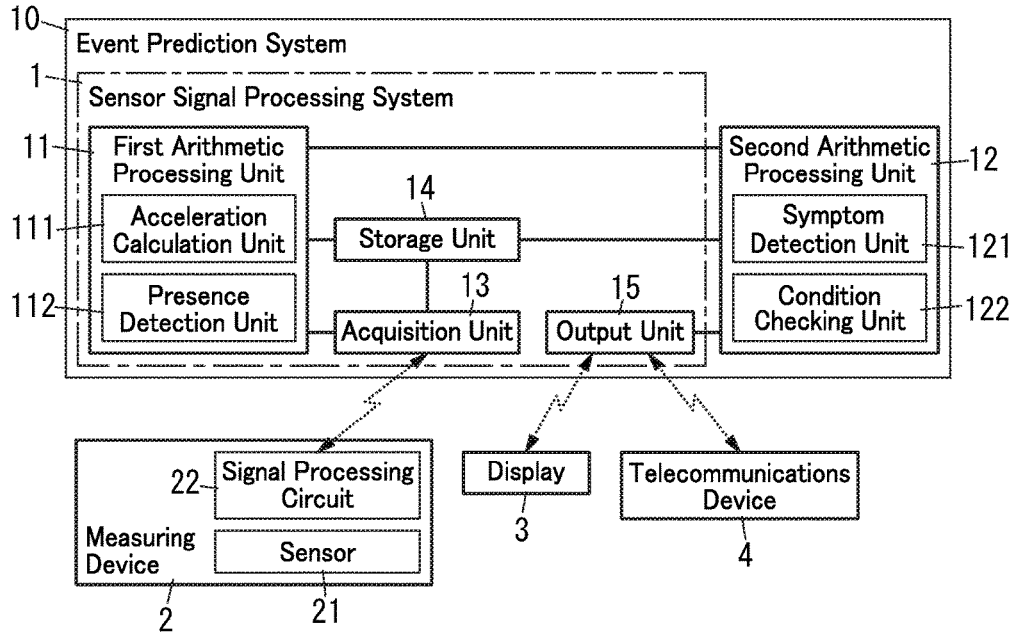 10
Event Prediction System
1
Sensor Signal Processing System
11
First Arithmetic
Processing Unit
111
Acceleration
Calculation Unit
112
Presence
Detection Unit
14
Storage Unit
13
Acquisition Unit
15
Output Unit
Second Arithmetic
Processing Unit
12
Symptom
Detection Unit
121
Condition
Checking Unit
122
22
Signal Processing
Circuit
Measuring
Device
Sensor
2
21
Display
3
Telecommunications
Device
4